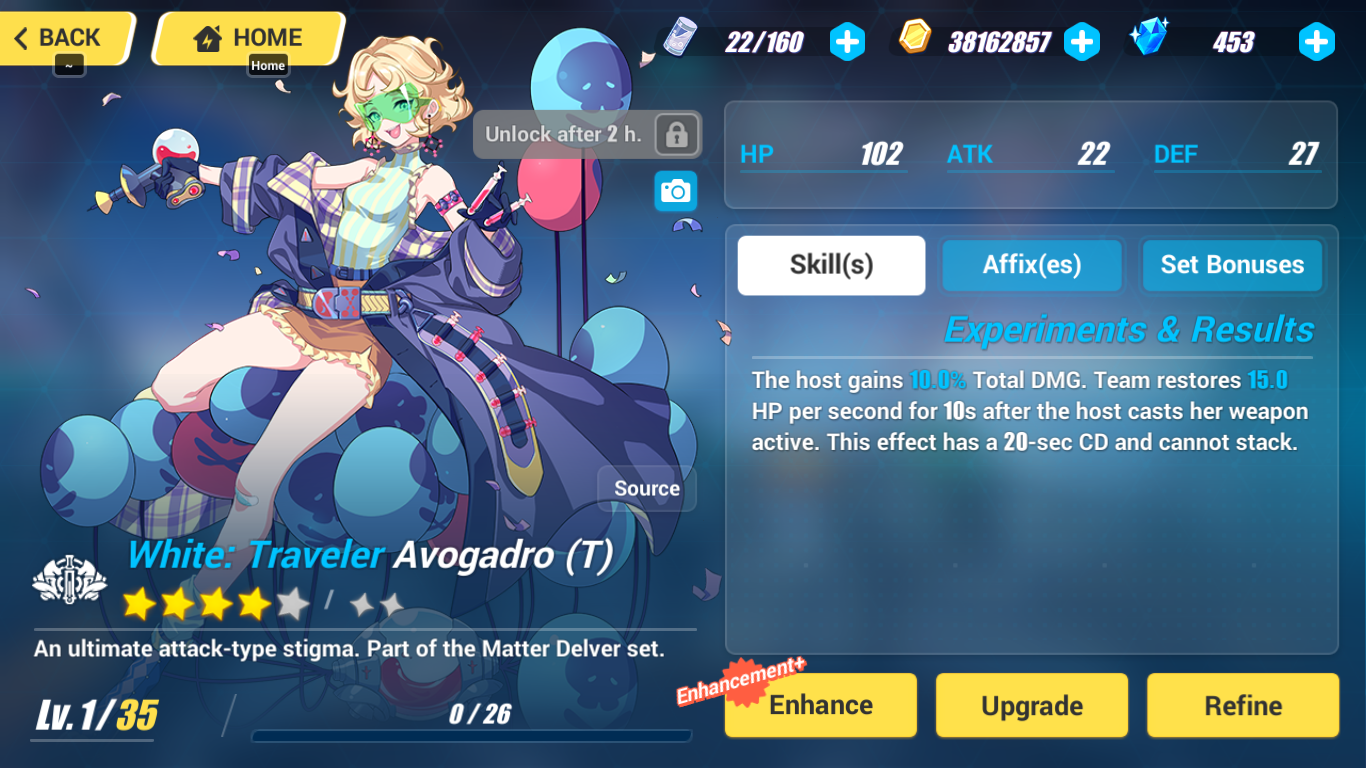 BACK
~
HOME
Home
22/160
38162857
453
Unlock after 2 h.
HP 102 ATK 22 DEF 27
Skill(s) Affix(es) Set Bonuses
Experiments & Results
The host gains 10.0% Total DMG. Team restores 15.0
HP per second for 10s after the host casts her weapon
active. This effect has a 20-sec CD and cannot stack.
Source
White: Traveler Avogadro (T)
/
An ultimate attack-type stigma. Part of the Matter Delver set.
Lv. 1/35
/
0 / 26
Enhancement+
Enhance Upgrade Refine